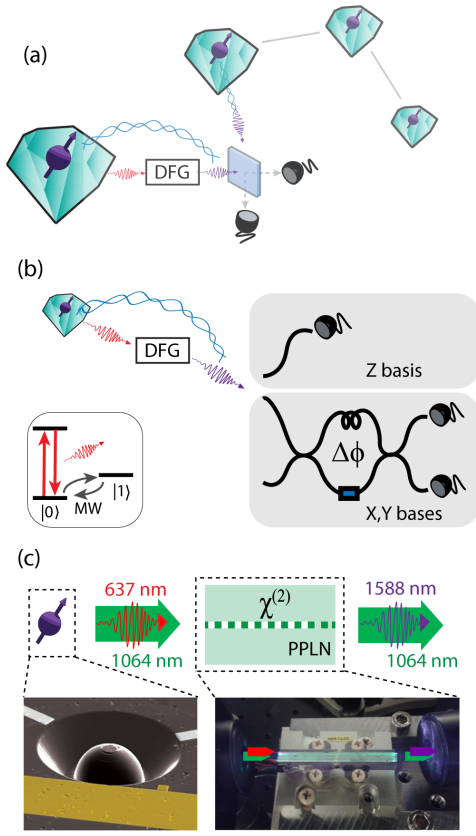 (a)
DFG
(b)
DFG
Z basis
Δϕ
X,Y bases
|0⟩
MW
|1⟩
(c)
637 nm
1064 nm
χ(2)
PPLN
1588 nm
1064 nm